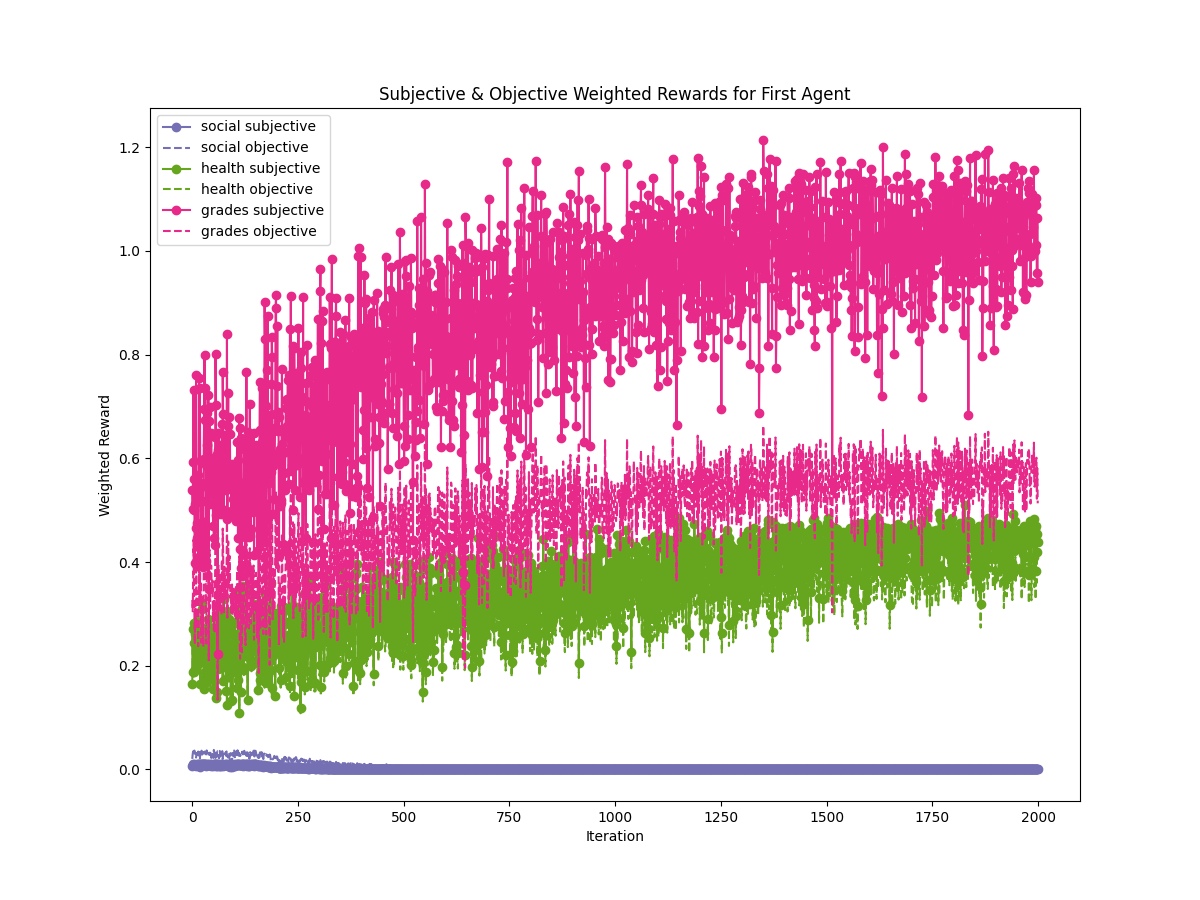 Subjective & Objective Weighted Rewards for First Agent
social subjective
social objective
health subjective
health objective
grades subjective
grades objective
1.2
1.0
0.8
0.6
0.4
0.2
0.0
Weighted Reward
0 250 500 750 1000 1250 1500 1750 2000
Iteration